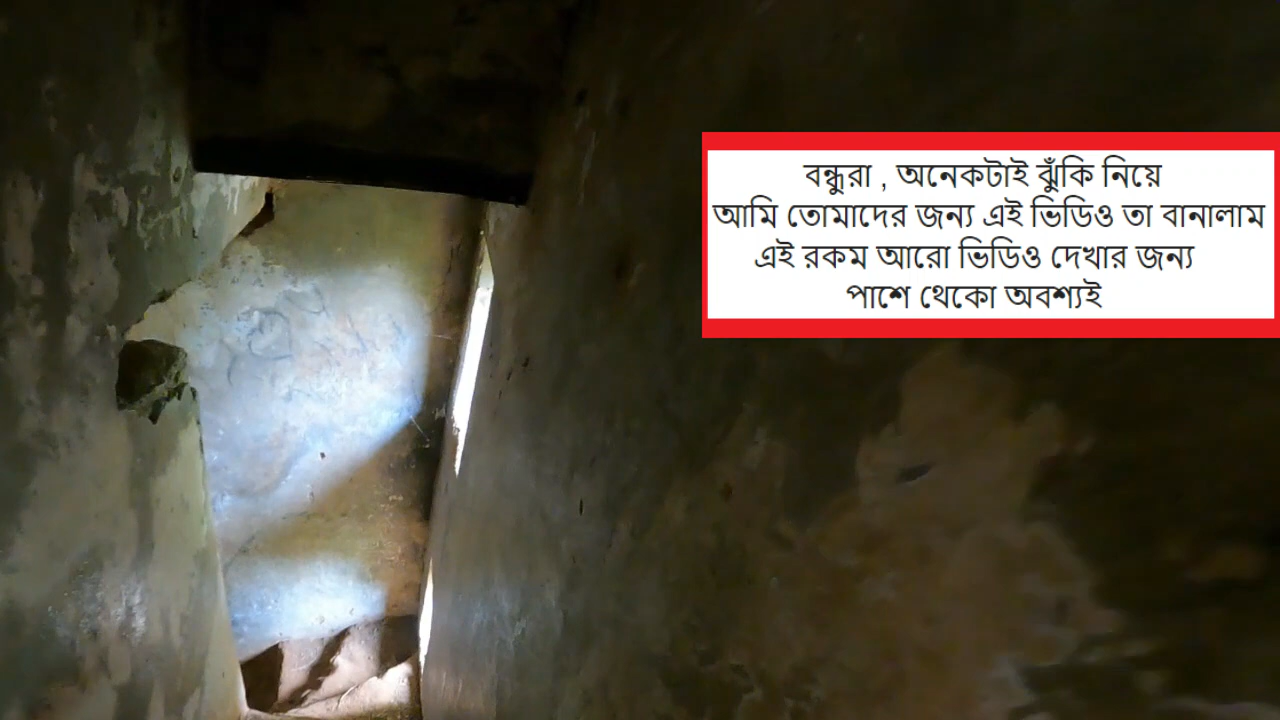 বন্ধুরা , অনেকটাই ঝুঁকি নিয়ে
আমি তোমাদের জন্য এই ভিডিও তা বানালাম
এই রকম আরো ভিডিও দেখার জন্য
পাশে থেকো অবশ্যই